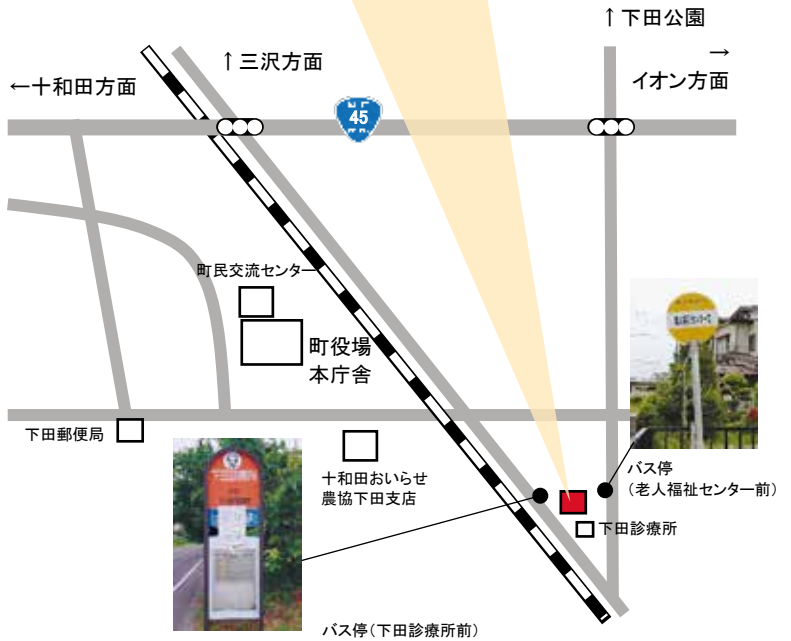 ↑下田公園
→
イオン方面
↑三沢方面
←十和田方面
45
町民交流センター
町役場
本庁舎
下田郵便局
十和田おいらせ
農協下田支店
バス停
(老人福祉センター前)
下田診療所
バス停(下田診療所前)